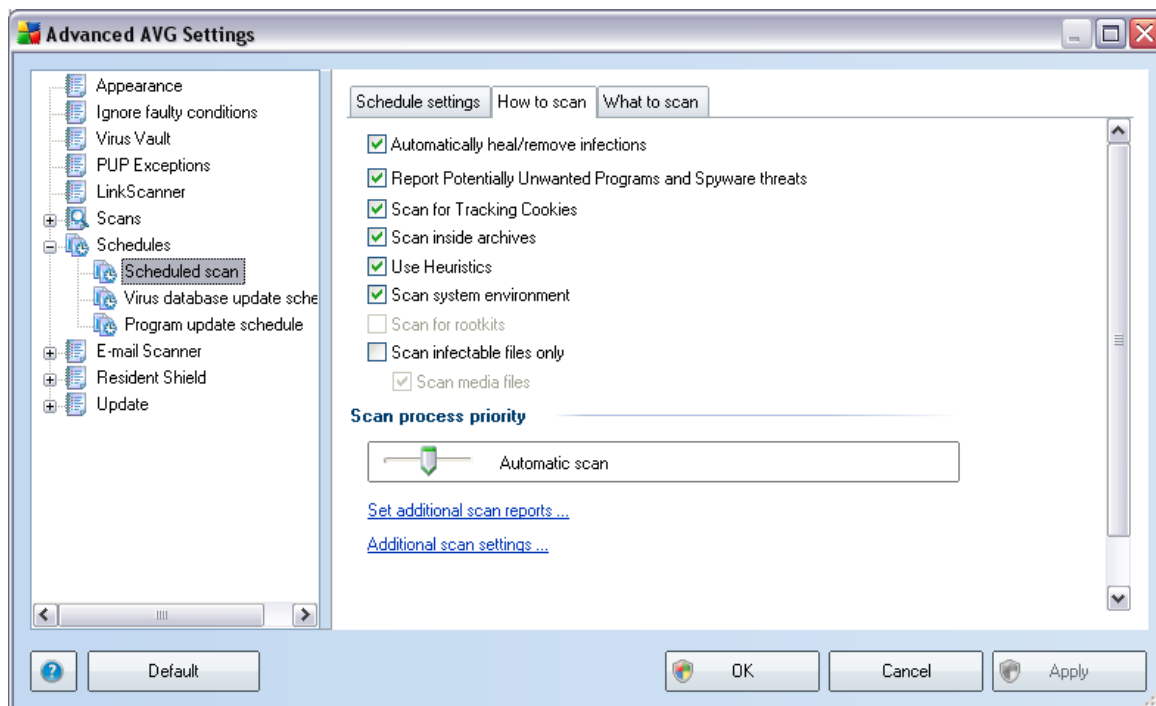 Advanced AVG Settings
Appearance
Ignore faulty conditions
Virus Vault
PUP Exceptions
LinkScanner
Scans
Schedules
Scheduled scan
Virus database update sche
Program update schedule
E-mail Scanner
Resident Shield
Update
Schedule settings
How to scan
What to scan
Automatically heal/remove infections
Report Potentially Unwanted Programs and Spyware threats
Scan for Tracking Cookies
Scan inside archives
Use Heuristics
Scan system environment
Scan for rootkits
Scan infectable files only
Scan media files
Scan process priority
Automatic scan
Set additional scan reports ...
Additional scan settings ...
Default
OK
Cancel
Apply